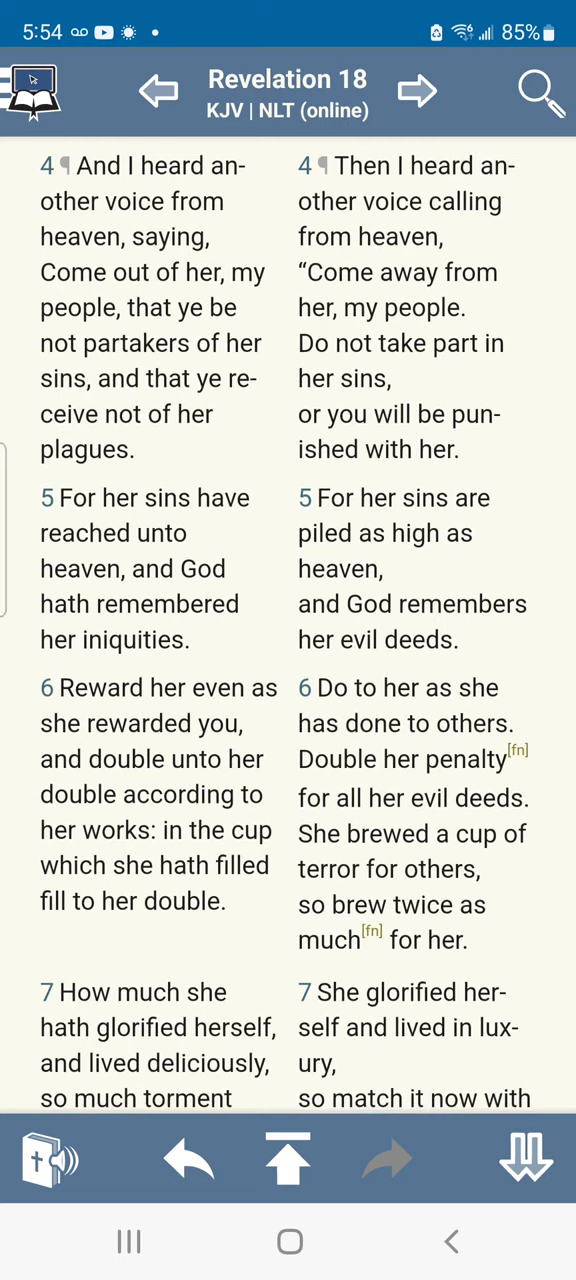 5:54
85%
Revelation 18
KJV | NLT (online)
4 ¶ And I heard an-
other voice from
heaven, saying,
Come out of her, my
people, that ye be
not partakers of her
sins, and that ye re-
ceive not of her
plagues.
5 For her sins have
reached unto
heaven, and God
hath remembered
her iniquities.
6 Reward her even as
she rewarded you,
and double unto her
double according to
her works: in the cup
which she hath filled
fill to her double.
7 How much she
hath glorified herself,
and lived deliciously,
so much torment
4 ¶ Then I heard an-
other voice calling
from heaven,
“Come away from
her, my people.
Do not take part in
her sins,
or you will be pun-
ished with her.
5 For her sins are
piled as high as
heaven,
and God remembers
her evil deeds.
6 Do to her as she
has done to others.
Double her penalty[fn]
for all her evil deeds.
She brewed a cup of
terror for others,
so brew twice as
much[fn] for her.
7 She glorified her-
self and lived in lux-
ury,
so match it now with